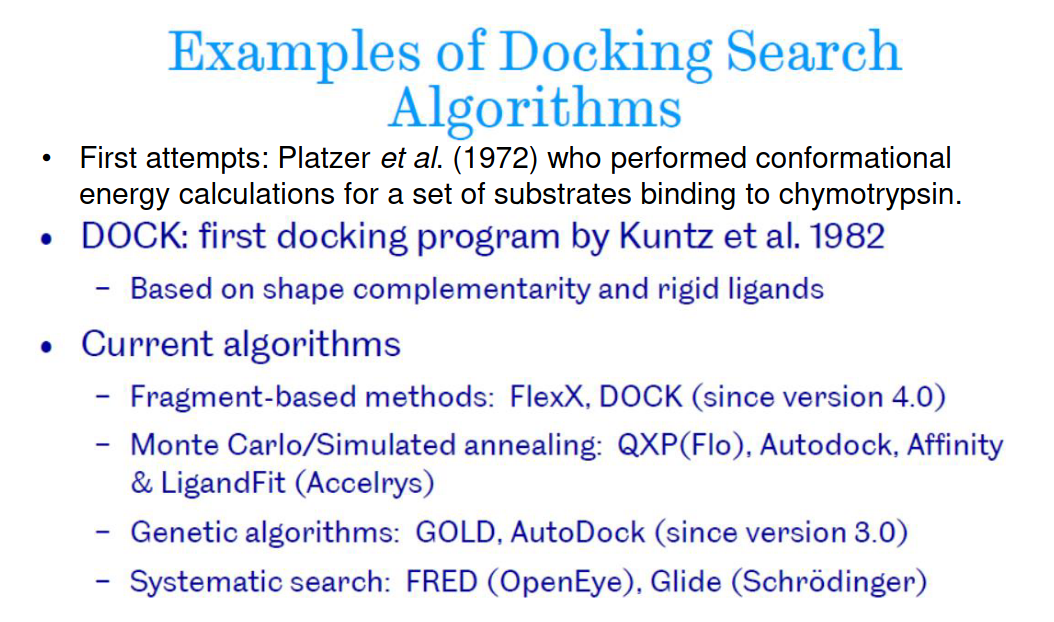 Examples of Docking Search
Algorithms
• First attempts: Platzer et al. (1972) who performed conformational
energy calculations for a set of substrates binding to chymotrypsin.
• DOCK: first docking program by Kuntz et al. 1982
– Based on shape complementarity and rigid ligands
• Current algorithms
– Fragment-based methods: FlexX, DOCK (since version 4.0)
– Monte Carlo/Simulated annealing: QXP(Flo), Autodock, Affinity
& LigandFit (Accelrys)
– Genetic algorithms: GOLD, AutoDock (since version 3.0)
– Systematic search: FRED (OpenEye), Glide (Schrödinger)